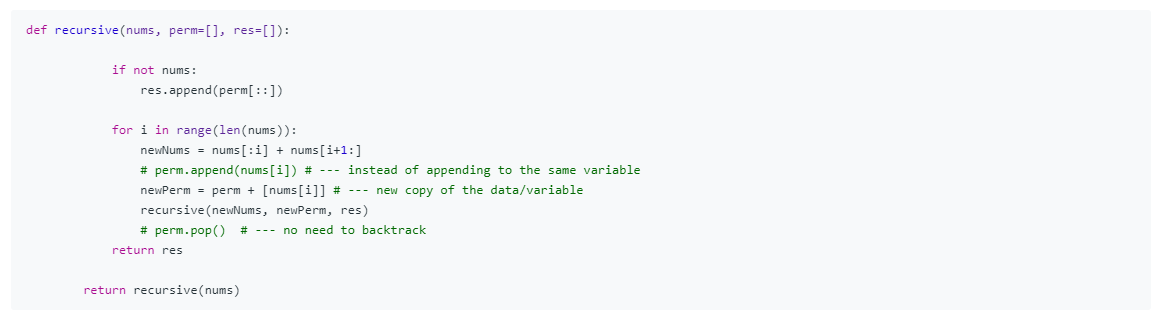 def recursive(nums, perm=[], res=[]):
if not nums:
res.append(perm[::])
for i in range(len(nums)):
newNums = nums[:i] + nums[i+1:]
# perm.append(nums[i]) # --- instead of appending to the same variable
newPerm = perm + [nums[i]] # --- new copy of the data/variable
recursive(newNums, newPerm, res)
# perm.pop()  # --- no need to backtrack
return res
return recursive(nums)